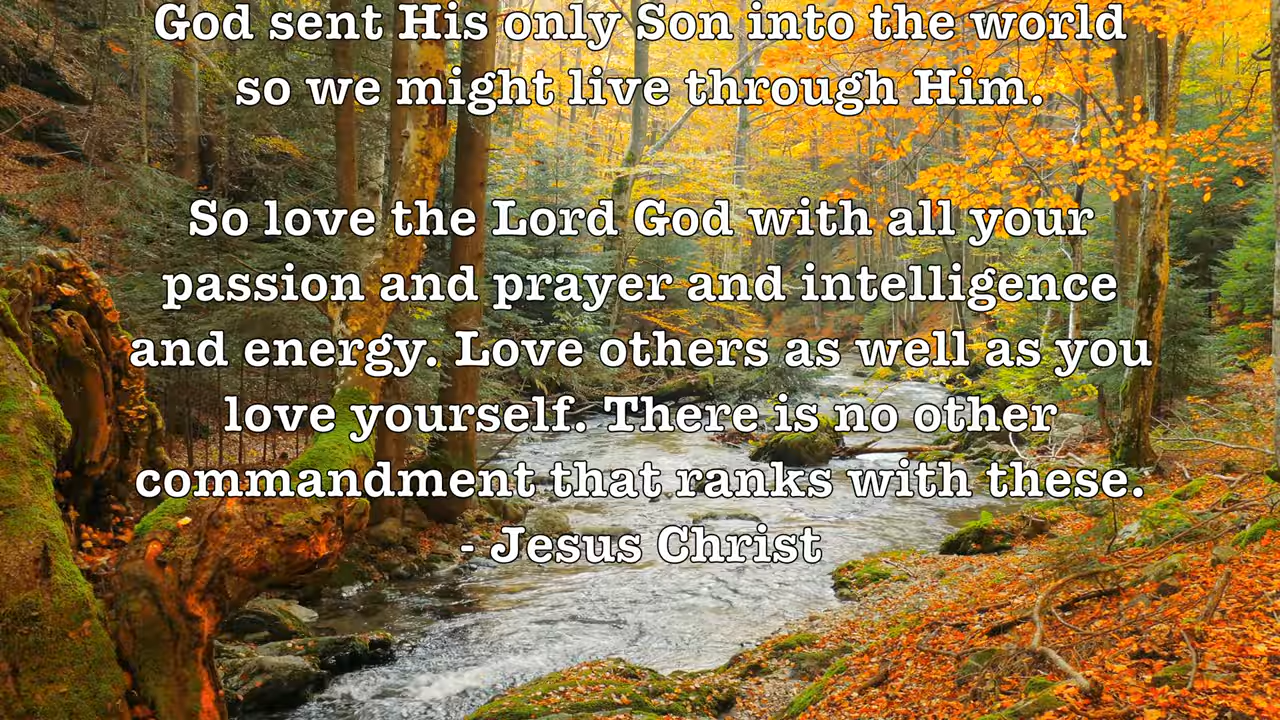 God sent His only Son into the world
so we might live through Him.
So love the Lord God with all your
passion and prayer and intelligence
and energy. Love others as well as you
love yourself. There is no other
commandment that ranks with these.
- Jesus Christ